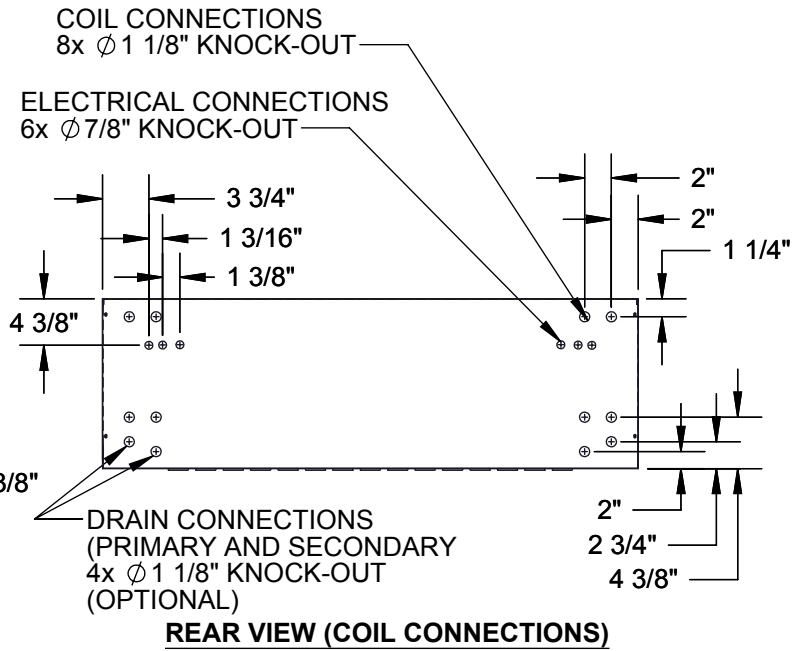 COIL CONNECTIONS
8x ∅1 1/8" KNOCK-OUT
ELECTRICAL CONNECTIONS
6x ∅7/8" KNOCK-OUT
3 3/4"
1 3/16"
1 3/8"
4 3/8"
2"
2"
1 1/4"
3/8"
2"
2 3/4"
4 3/8"
DRAIN CONNECTIONS
(PRIMARY AND SECONDARY
4x ∅1 1/8" KNOCK-OUT
(OPTIONAL)
REAR VIEW (COIL CONNECTIONS)